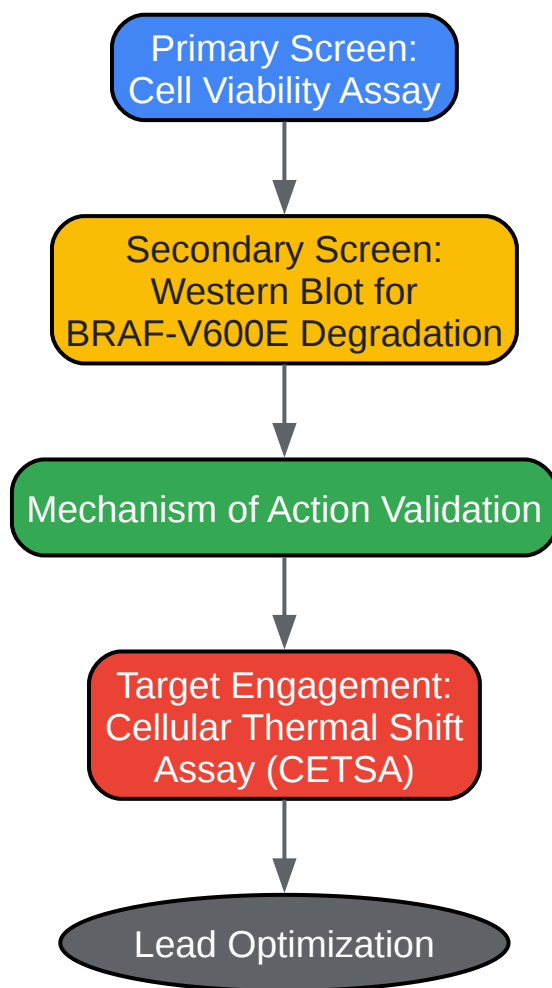 Primary Screen:
Cell Viability Assay
Secondary Screen:
Western Blot for
BRAF-V600E Degradation
Mechanism of Action Validation
Target Engagement:
Cellular Thermal Shift
Assay (CETSA)
Lead Optimization